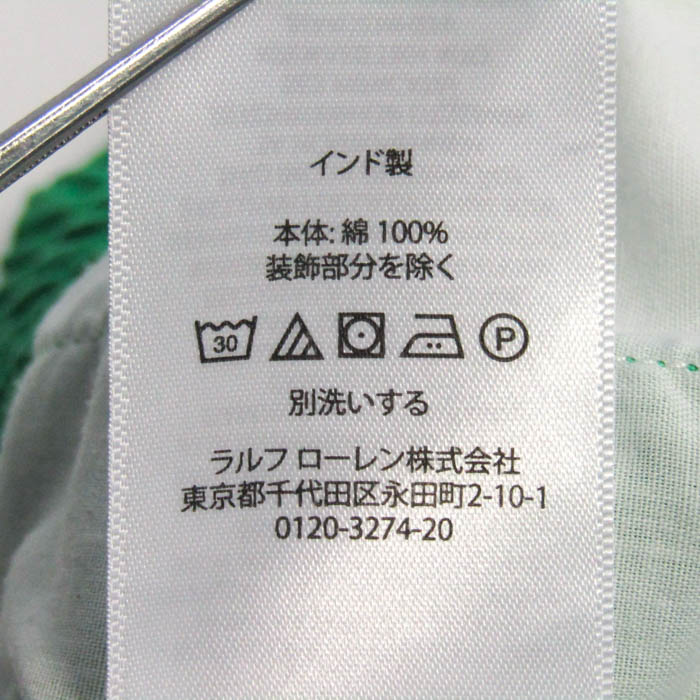 インド製
本体: 綿 100%
装飾部分を除く
30
P
別洗いする
ラルフ ローレン株式会社
東京都千代田区永田町2-10-1
0120-3274-20